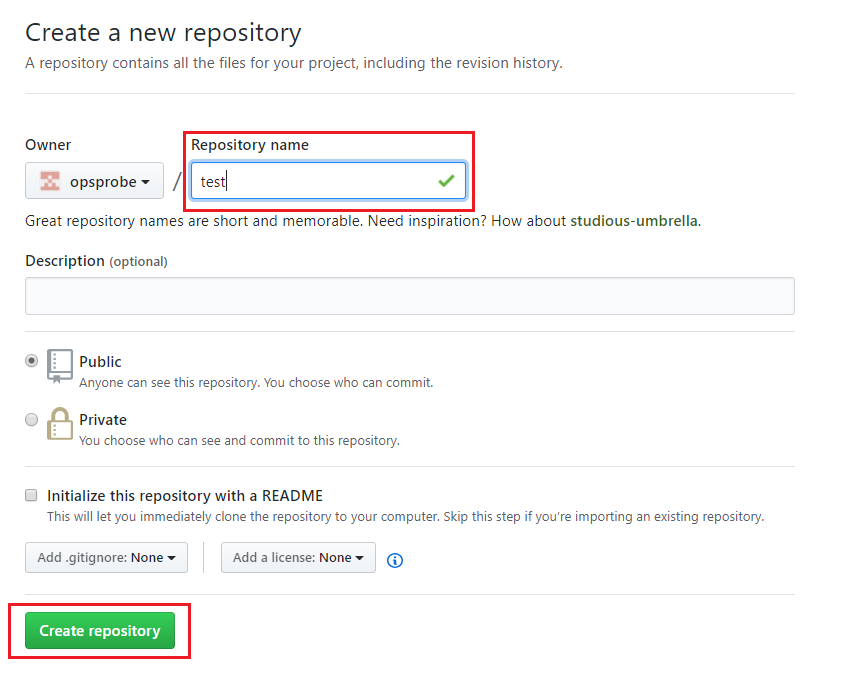 Create a new repository
A repository contains all the files for your project, including the revision history.
Owner
Repository name
opsprobe / test
Great repository names are short and memorable. Need inspiration? How about studious-umbrella.
Description (optional)
Public
Anyone can see this repository. You choose who can commit.
Private
You choose who can see and commit to this repository.
Initialize this repository with a README
This will let you immediately clone the repository to your computer. Skip this step if you’re importing an existing repository.
Add .gitignore: None
Add a license: None
Create repository